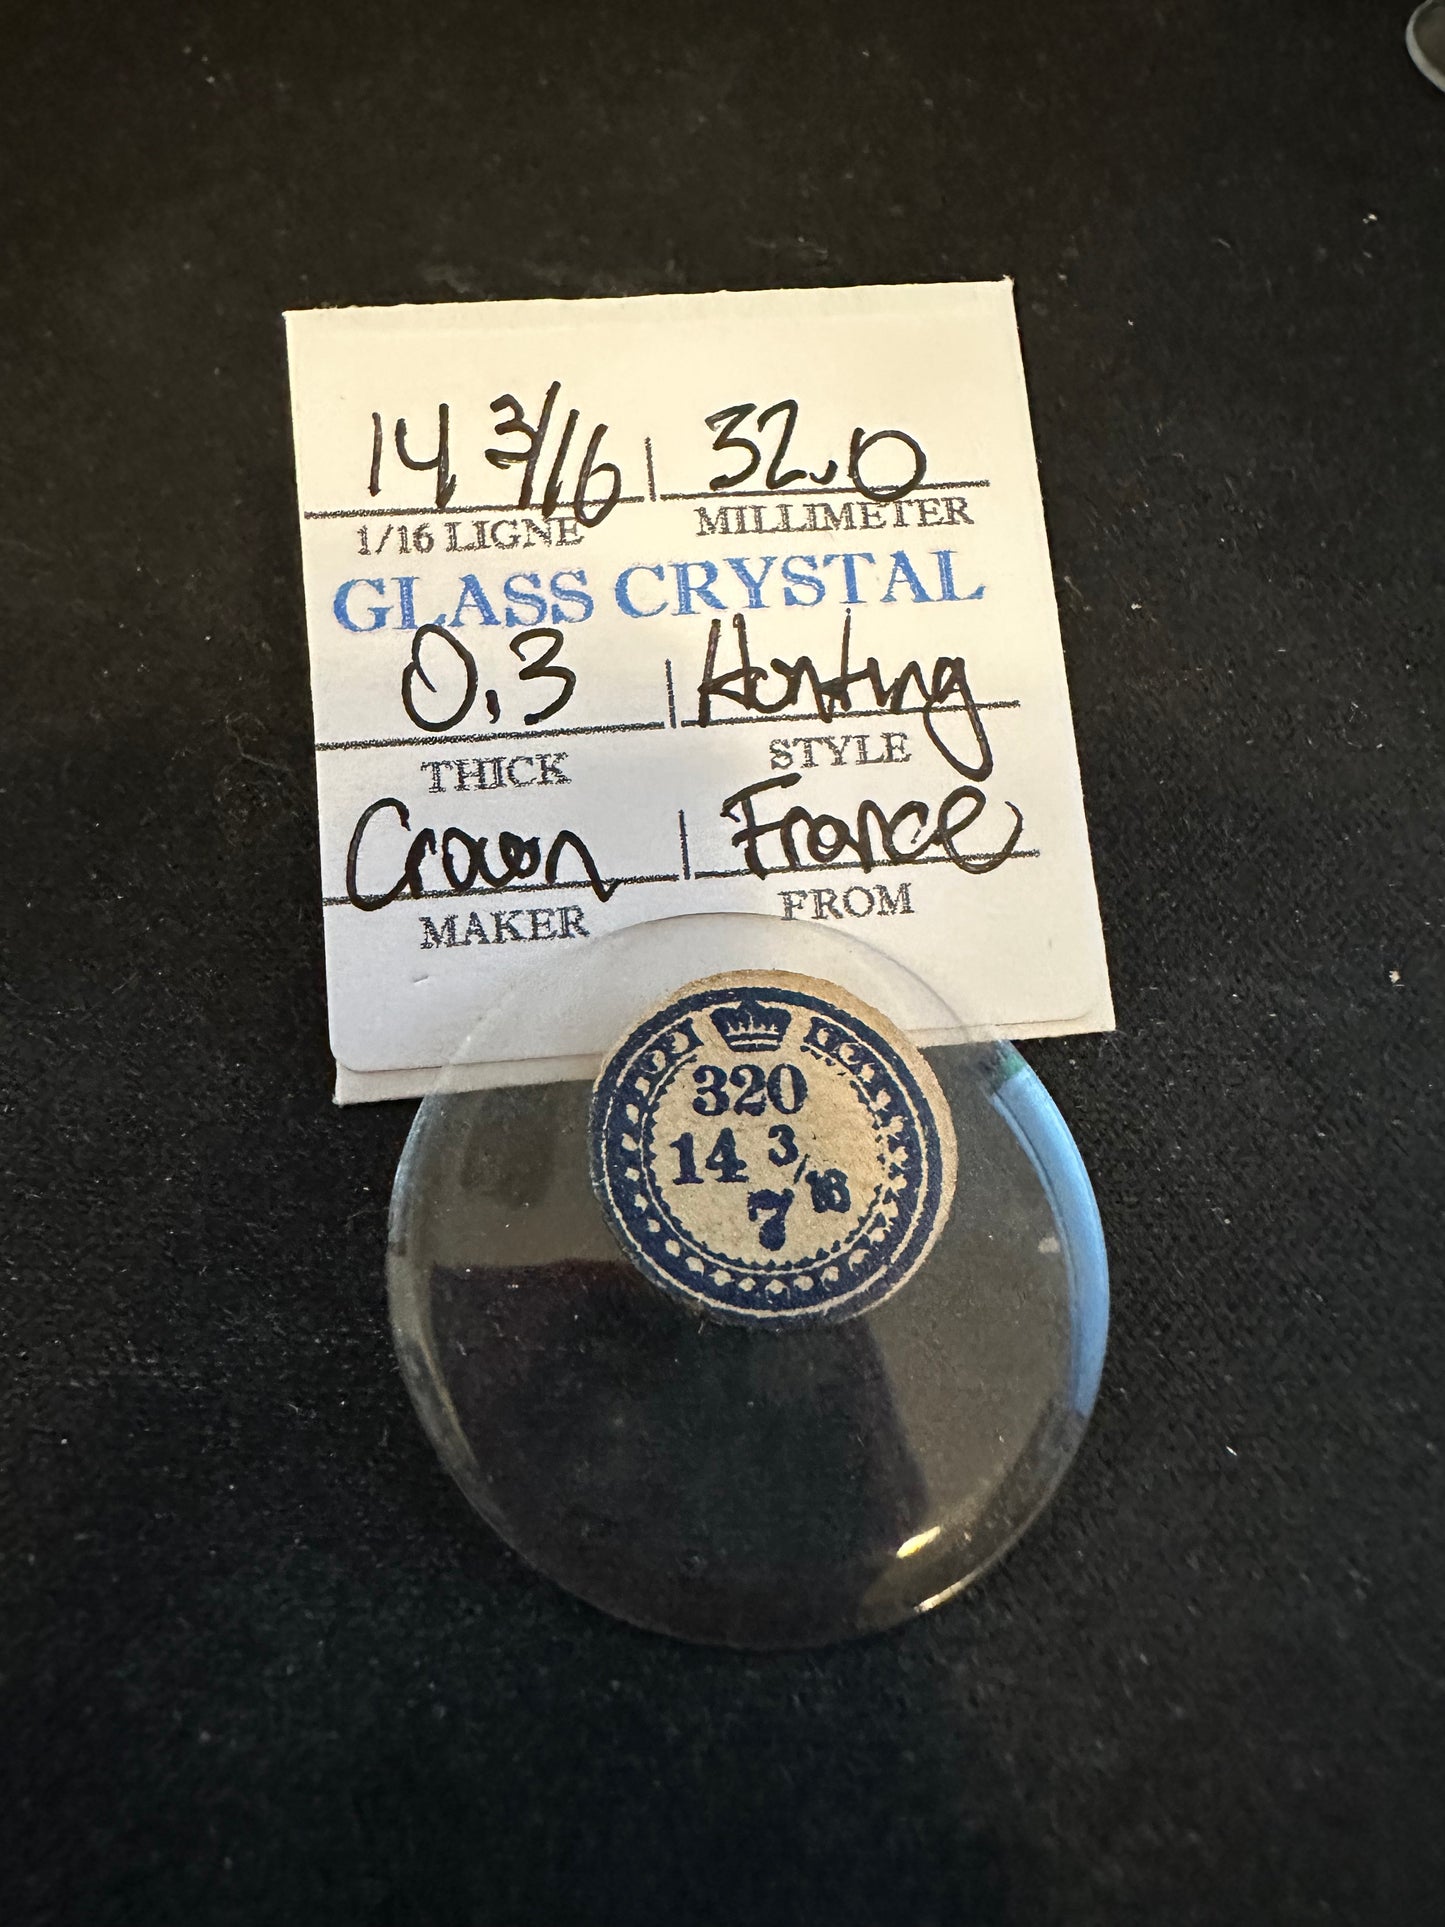 14 3/16 | 32.0
1/16 LIGNE MILLIMETER
GLASS CRYSTAL
0.3 | Hunting
THICK STYLE
Crown | France
MAKER FROM
320
14 3/16
7